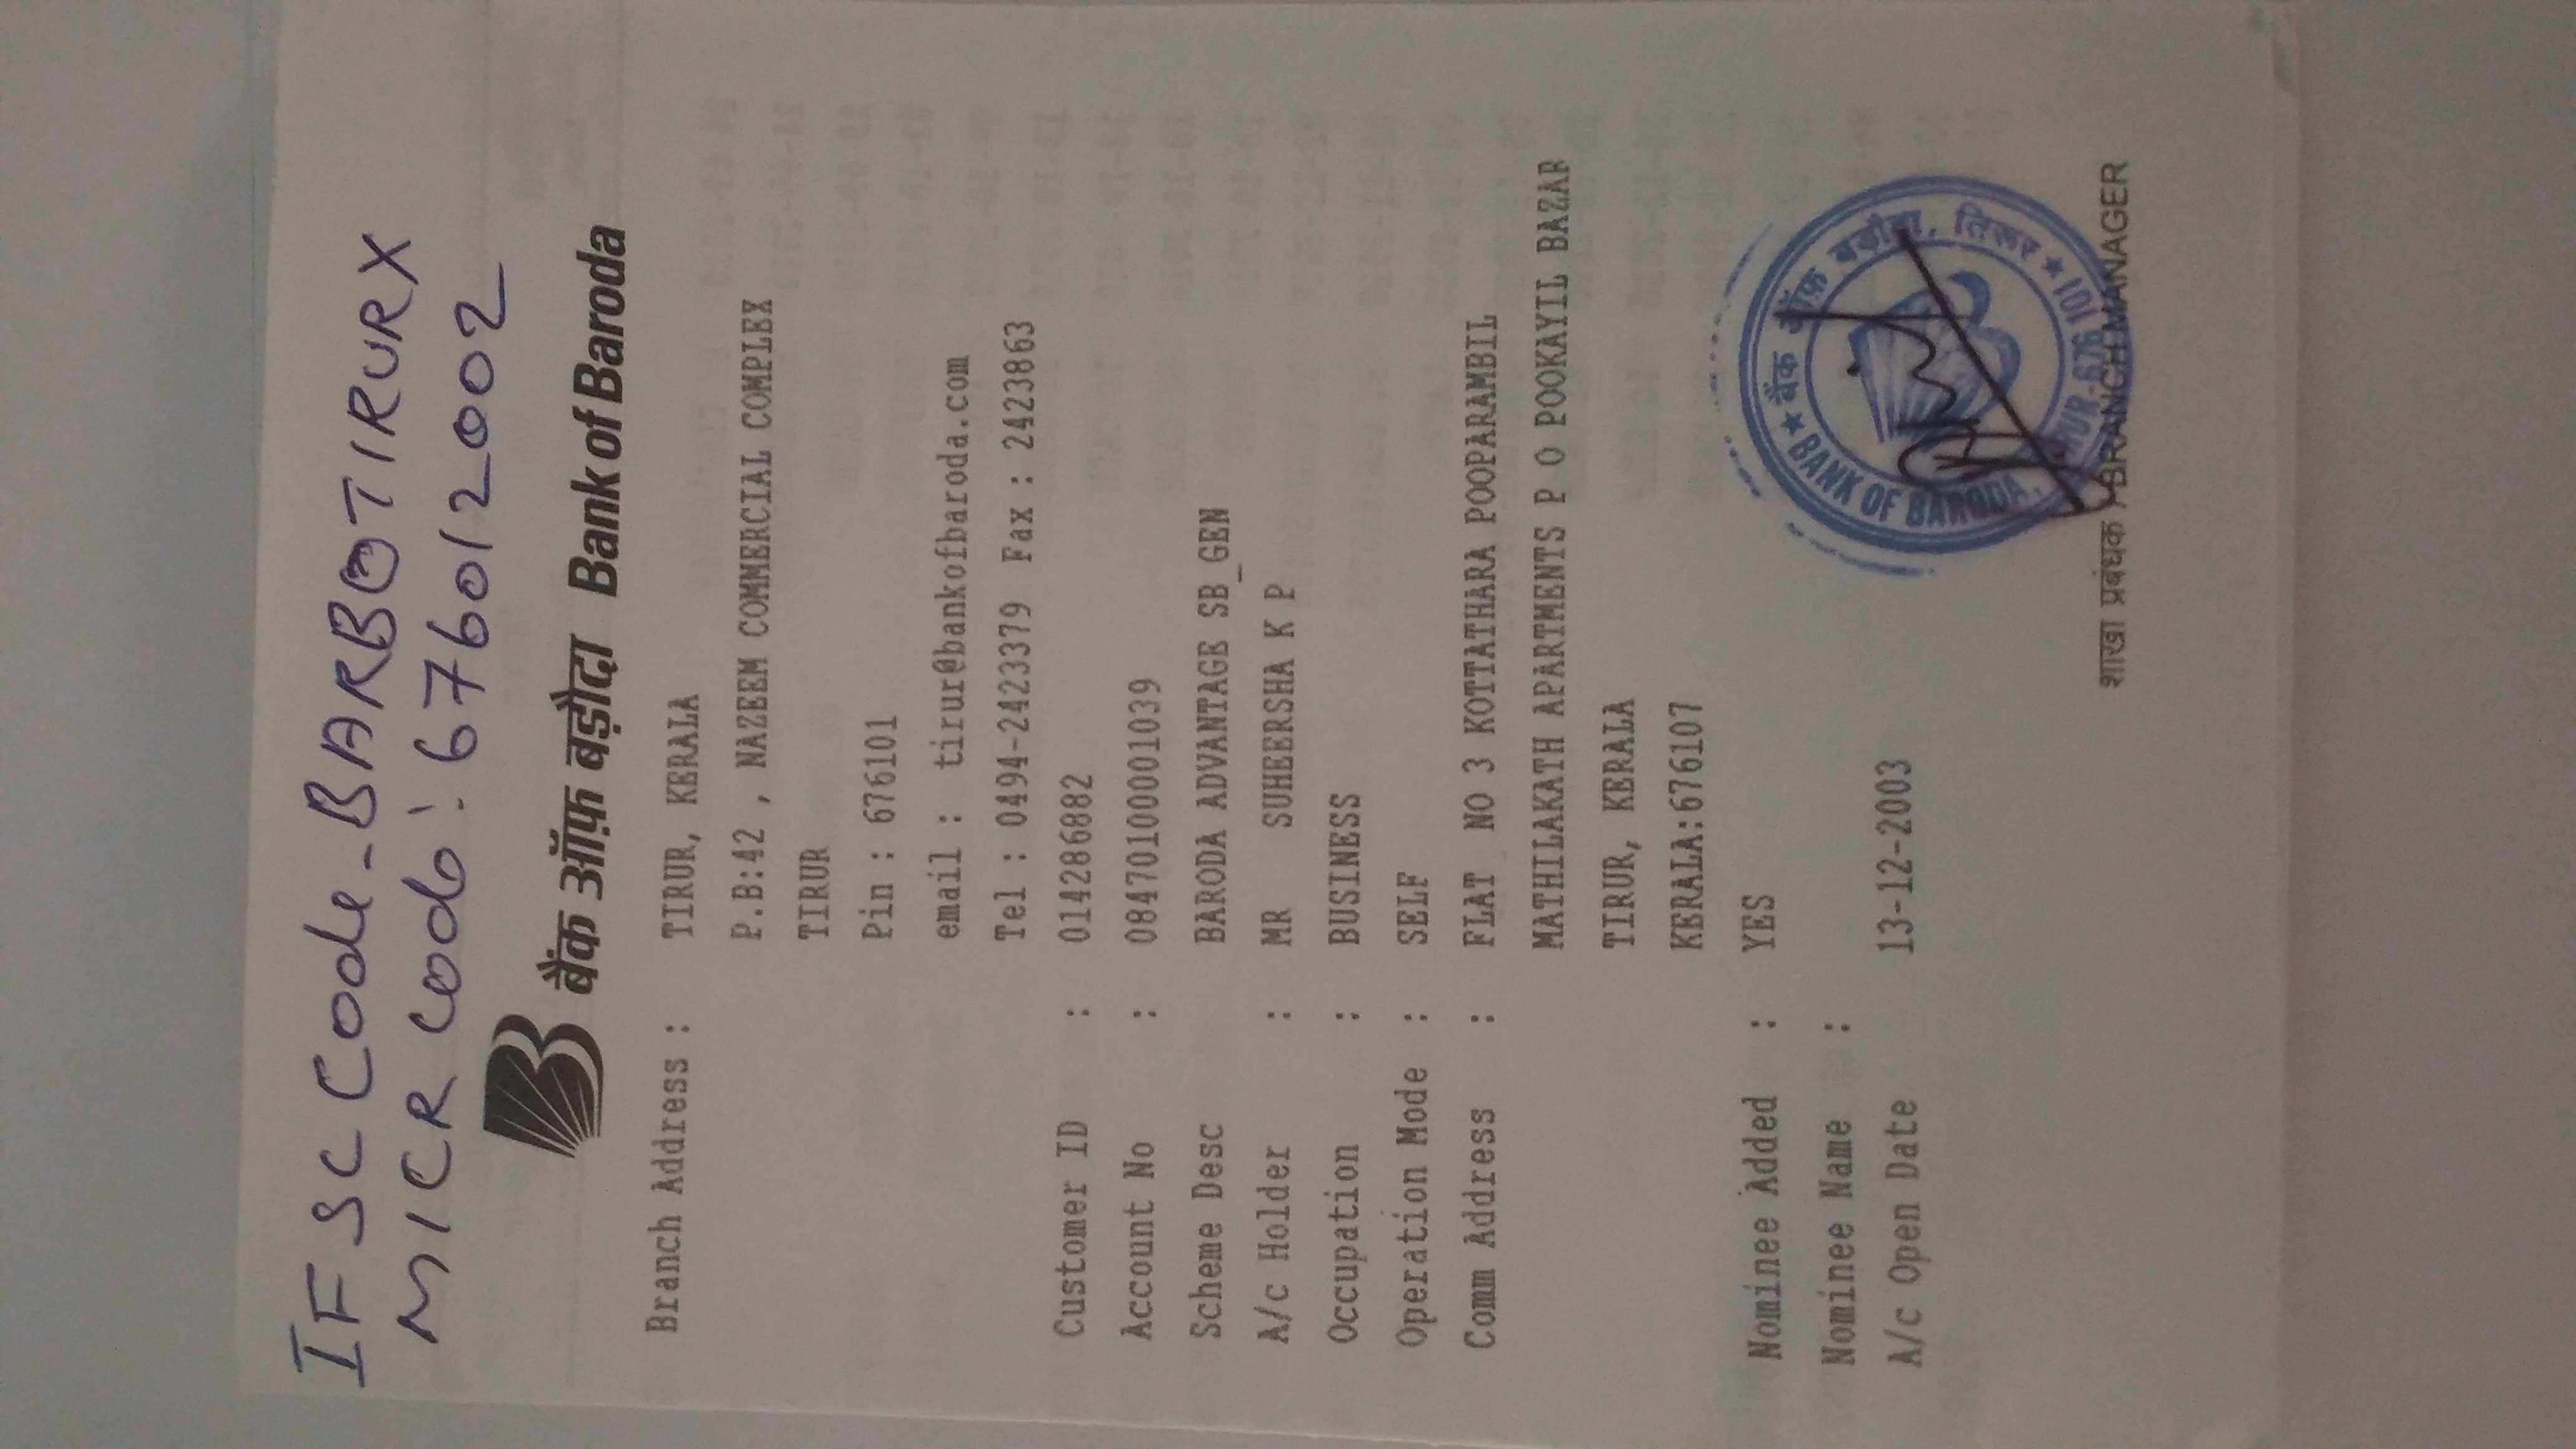 IFSC Code - BARB0TIRURX
MICR Code: 676012002
बैंक ऑफ़ बड़ौदा Bank of Baroda
Branch Address : TIRUR, KERALA
P.B:42 , NAZEEM COMMERCIAL COMPLEX
TIRUR
Pin : 676101
email : tirur@bankofbaroda.com
Tel : 0494-2423379 Fax : 2423863
Customer ID : 014286882
Account No : 08470100001039
Scheme Desc BARODA ADVANTAGE SB_GEN
A/c Holder : MR SUHEERSHA K P
Occupation : BUSINESS
Operation Mode : SELF
Comm Address : FLAT NO 3 KOTTATHARA POOPARAMBIL
MATHILAKATH APARTMENTS P O POOKAYIL BAZAR
TIRUR, KERALA
KERALA:676107
Nominee Added : YES
Nominee Name :
A/c Open Date 13-12-2003
बैंक ऑफ़ बड़ौदा, तिरूर
BANK OF BARODA, 676 101
शाखा प्रबंधक / BRANCH MANAGER